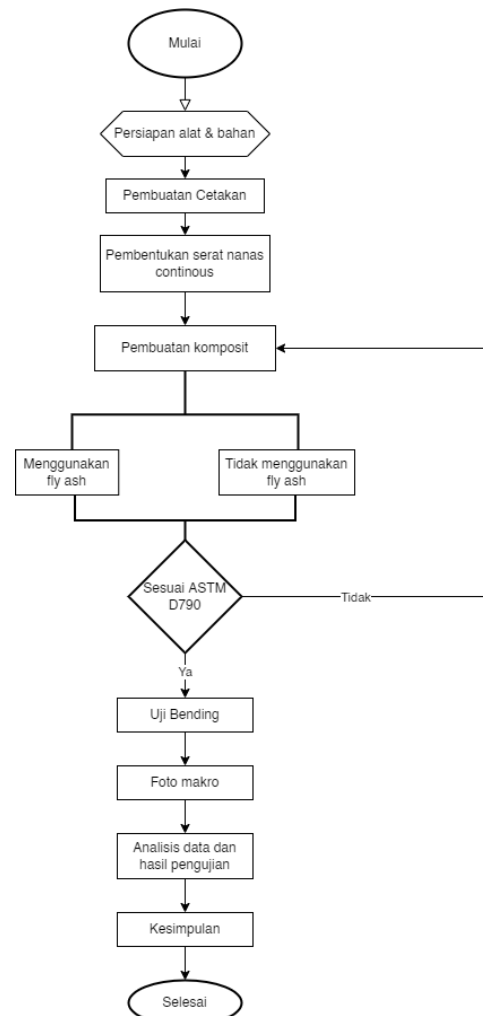 Mulai
Persiapan alat & bahan
Pembuatan Cetakan
Pembentukan serat nanas
continous
Pembuatan komposit
Menggunakan
fly ash
Tidak menggunakan
fly ash
Sesuai ASTM
D790
Tidak
Ya
Uji Bending
Foto makro
Analisis data dan
hasil pengujian
Kesimpulan
Selesai